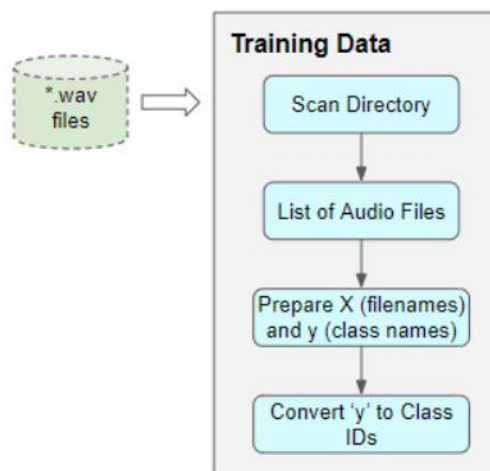 *.wav
files
Training Data
Scan Directory
List of Audio Files
Prepare X (filenames)
and y (class names)
Convert ‘y’ to Class
IDs